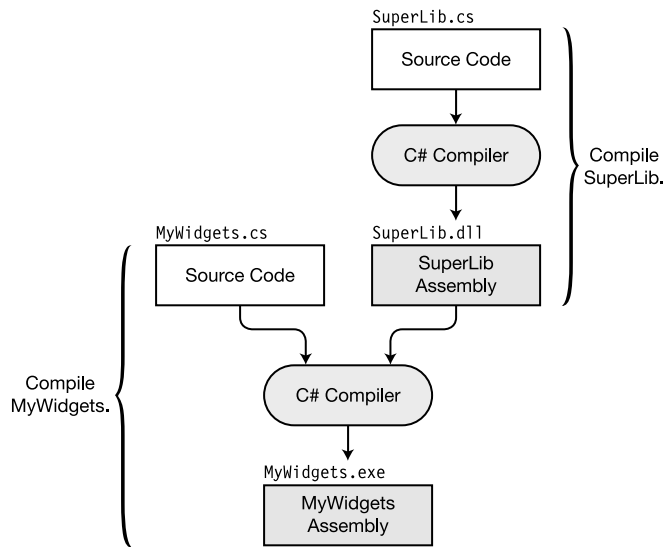 SuperLib.cs
Source Code
C# Compiler
Compile
SuperLib.
SuperLib.dll
SuperLib
Assembly
MyWidgets.cs
Source Code
Compile
MyWidgets.
C# Compiler
MyWidgets.exe
MyWidgets
Assembly